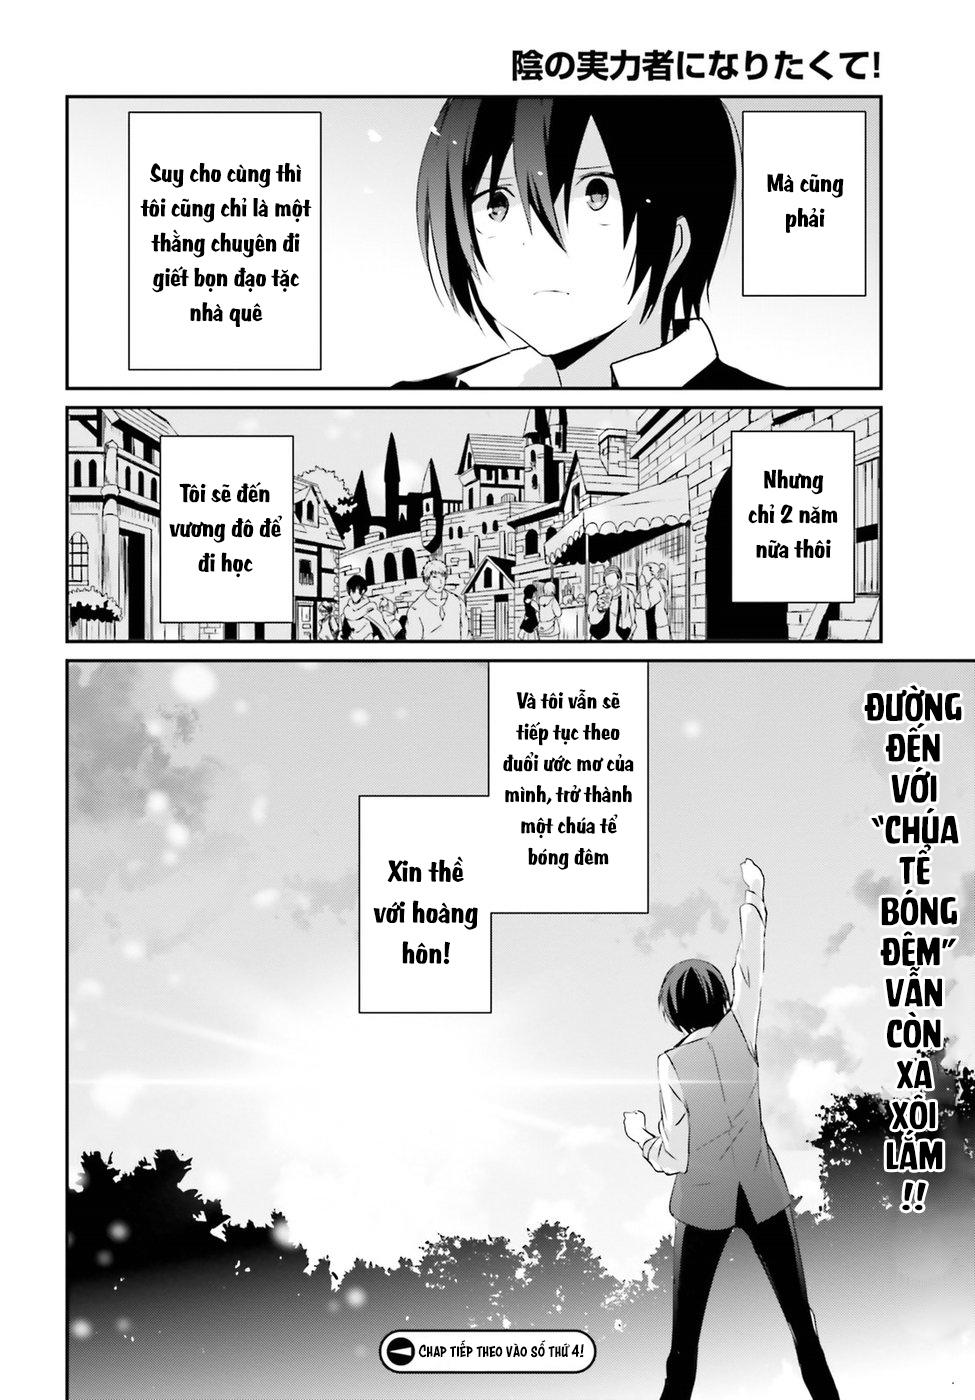 陰の実力者になりたくて!
Mà cũng
phải
Suy cho cùng thì
tôi cũng chỉ là một
thằng chuyên đi
giết bọn đạo tặc
nhà quê
Nhưng
chỉ 2 năm
nữa thôi
Tôi sẽ đến
vương đô để
đi học
Và tôi vẫn sẽ
tiếp tục theo
đuổi ước mơ của
mình, trở thành
một chúa tể
bóng đêm
Xin thề
với hoàng
hôn!
ĐƯỜNG
ĐẾN
VỚI
“CHÚA
TỂ
BÓNG
ĐÊM”
VẪN
CÒN
XA
XÔI
LẮM
!!
CHAP TIẾP THEO VÀO SỐ THỨ 4!